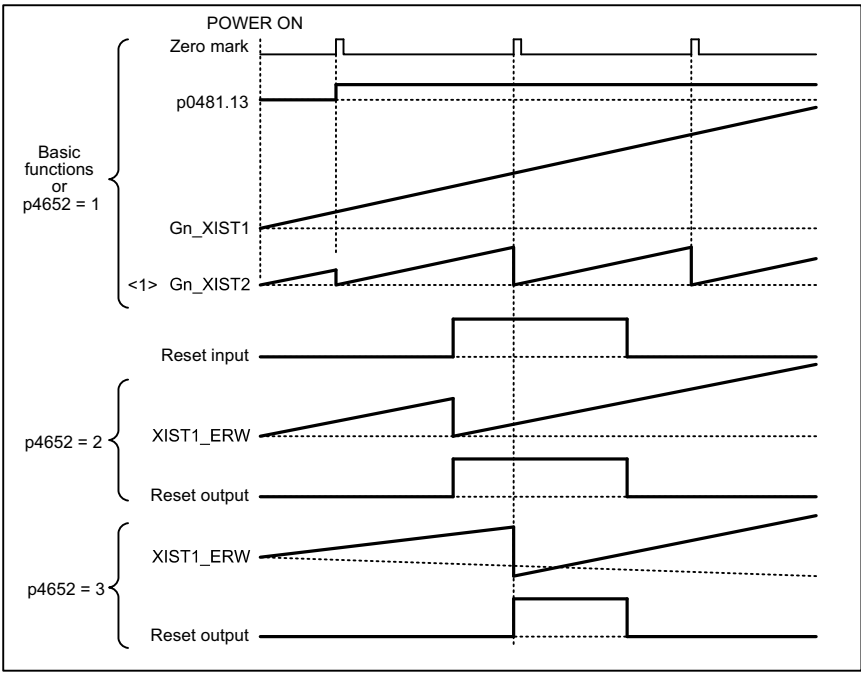 POWER ON
Zero mark
p0481.13
Basic
functions
or
p4652 = 1
Gn_XIST1
<1> Gn_XIST2
Reset input
p4652 = 2
XIST1_ERW
Reset output
XIST1_ERW
p4652 = 3
Reset output